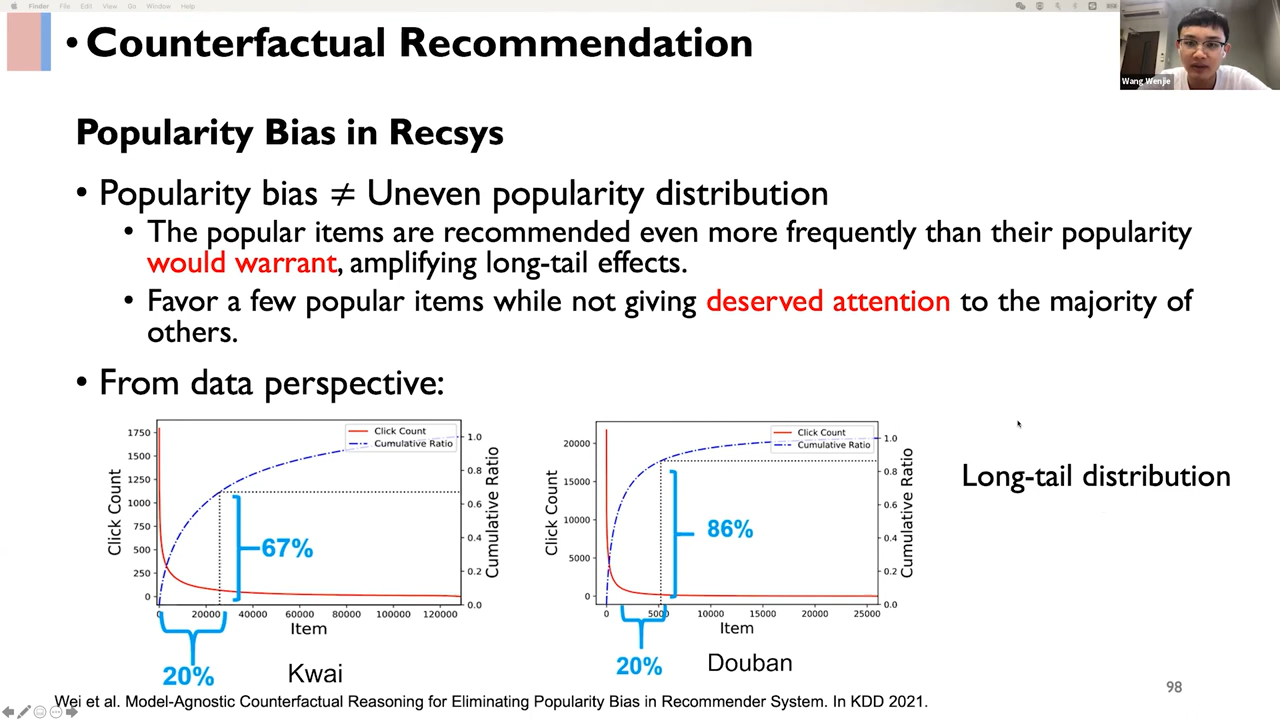 Finder File Edit View Go Window Help
• Counterfactual Recommendation
Wang Wenjie
Popularity Bias in Recsys
• Popularity bias ≠ Uneven popularity distribution
• The popular items are recommended even more frequently than their popularity
would warrant, amplifying long-tail effects.
• Favor a few popular items while not giving deserved attention to the majority of
others.
• From data perspective:
Click Count
Cumulative Ratio
1750
1500
1250
1000
750
500
250
0
Click Count
1.0
0.8
0.6
0.4
0.2
0.0
Cumulative Ratio
67%
0 20000 40000 60000 80000 100000 120000
Item
20%
Kwai
Click Count
Cumulative Ratio
20000
15000
10000
5000
0
Click Count
1.0
0.8
0.6
0.4
0.2
0.0
Cumulative Ratio
86%
0 5000 10000 15000 20000 25000
Item
20%
Douban
Long-tail distribution
98
Wei et al. Model-Agnostic Counterfactual Reasoning for Eliminating Popularity Bias in Recommender System. In KDD 2021.